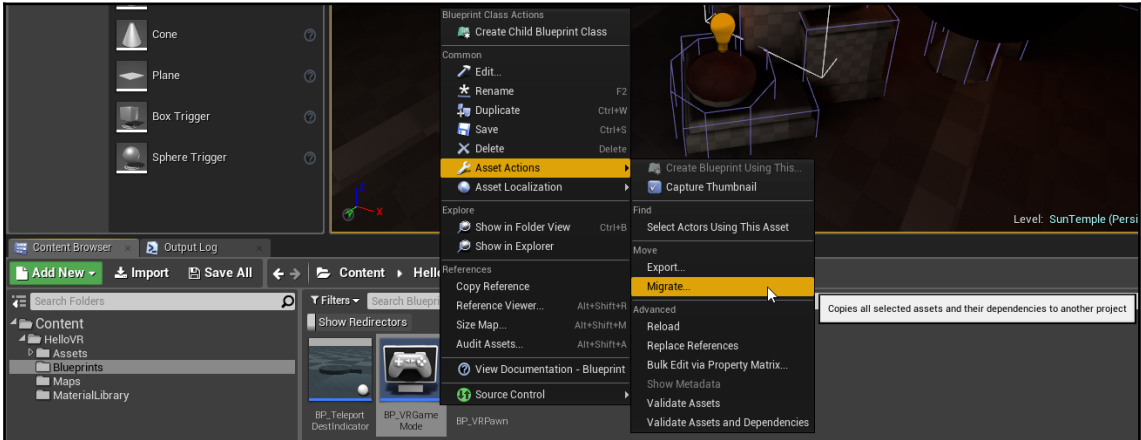 Cone
Plane
Box Trigger
Sphere Trigger
Blueprint Class Actions
Create Child Blueprint Class
Common
Edit...
Rename F2
Duplicate Ctrl+W
Save Ctrl+S
Delete Delete
Asset Actions
Asset Localization
Explore
Show in Folder View Ctrl+B
Show in Explorer
References
Copy Reference
Reference Viewer... Alt+Shift+R
Size Map... Alt+Shift+M
Audit Assets... Alt+Shift+A
View Documentation - Blueprint
Source Control
Create Blueprint Using This...
Capture Thumbnail
Find
Select Actors Using This Asset
Move
Export...
Migrate...
Advanced
Reload
Replace References
Bulk Edit via Property Matrix...
Show Metadata
Validate Assets
Validate Assets and Dependencies
Copies all selected assets and their dependencies to another project
Z
X
Level: SunTemple (Persi
Content Browser
Output Log
Add New
Import
Save All
Content
Hell
Search Folders
Filters
Search Bluepri
Show Redirectors
Content
HelloVR
Assets
Blueprints
Maps
MaterialLibrary
BP_Teleport
DestIndicator
BP_VRGame
Mode
BP_VRPawn